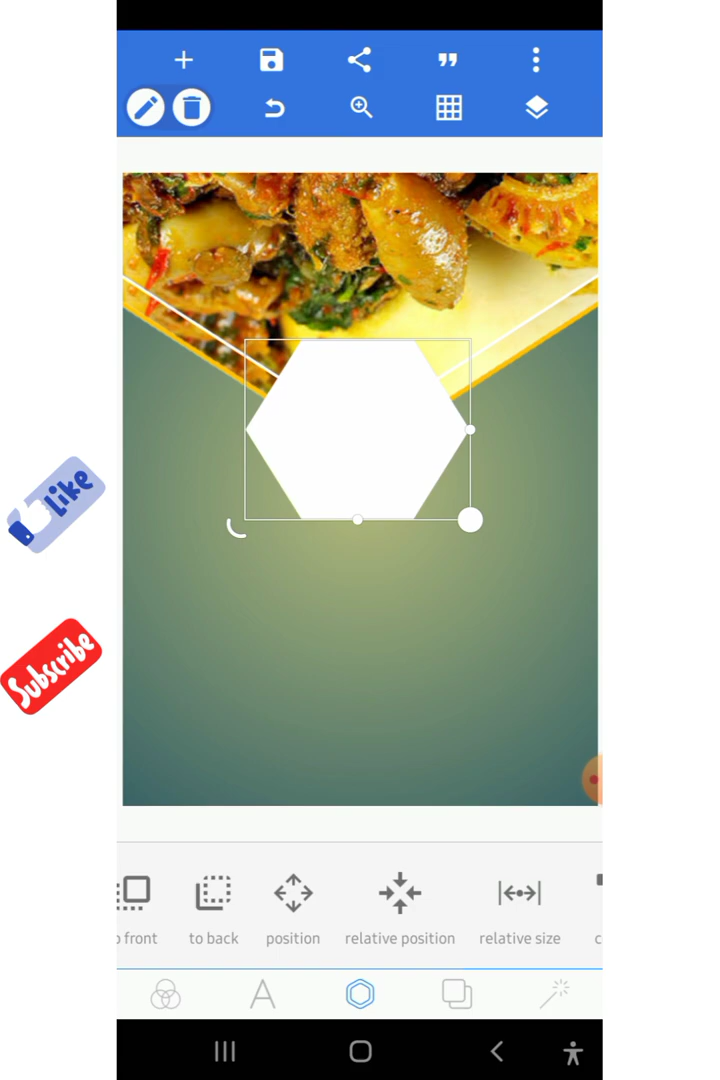 Like
Subscribe
o front
to back
position
relative position
relative size
c